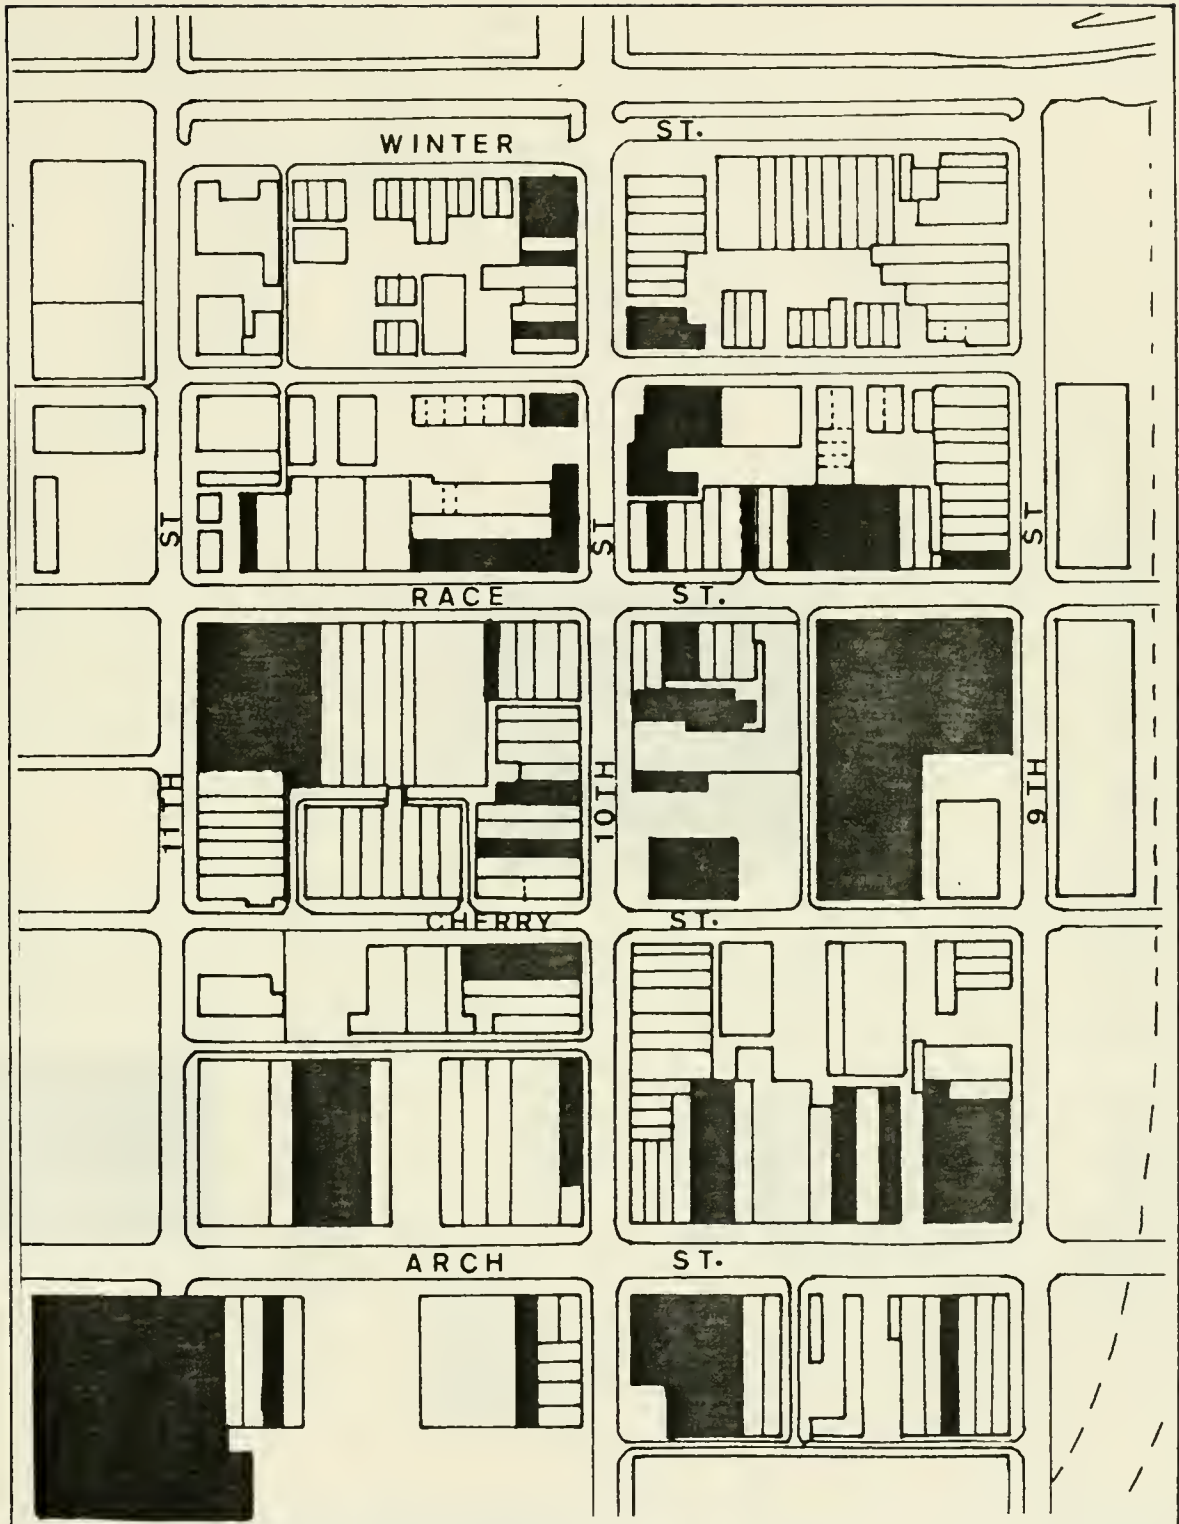 WINTER ST.
ST
ST
ST
RACE ST.
11TH
10TH
9TH
CHERRY ST.
ARCH ST.